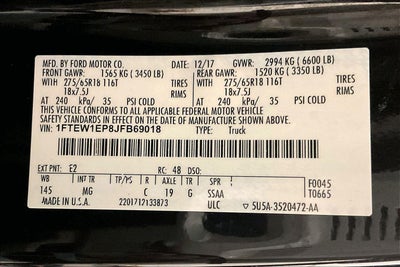 MFD. BY FORD MOTOR CO. 12/17 GVWR: 2994 KG ( 6600 LB)
FRONT GAWR: 1565 KG ( 3450 LB) REAR GAWR: 1520 KG ( 3350 LB)
WITH 275/65R18 116T TIRES WITH 275/65R18 116T TIRES
18x7.5J RIMS 18x7.5J RIMS
AT 240 kPa/ 35 PSI COLD AT 240 kPa/ 35 PSI COLD
THIS VEHICLE CONFORMS TO ALL APPLICABLE FEDERAL MOTOR VEHICLE
SAFETY STANDARDS IN EFFECT ON THE DATE OF MANUFACTURE SHOWN ABOVE.
VIN: 1FTEW1EP8JFB69018 TYPE: Truck
EXT PNT: E2 RC: 48 DSO:
WB INT TR TP/PS R AXLE TR SPR F0045
145 MG C 19 G SSAA T0665
MADE IN U.S.A. 2201712133873 ULC 5U5A-3520472-AA